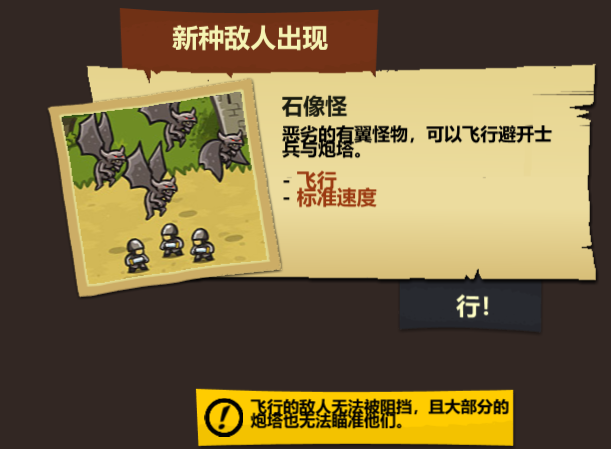 新种敌人出现
石像怪
恶劣的有翼怪物，可以飞行避开士
兵与炮塔。
- 飞行
- 标准速度
行!
飞行的敌人无法被阻挡，且大部分的
炮塔也无法瞄准他们。